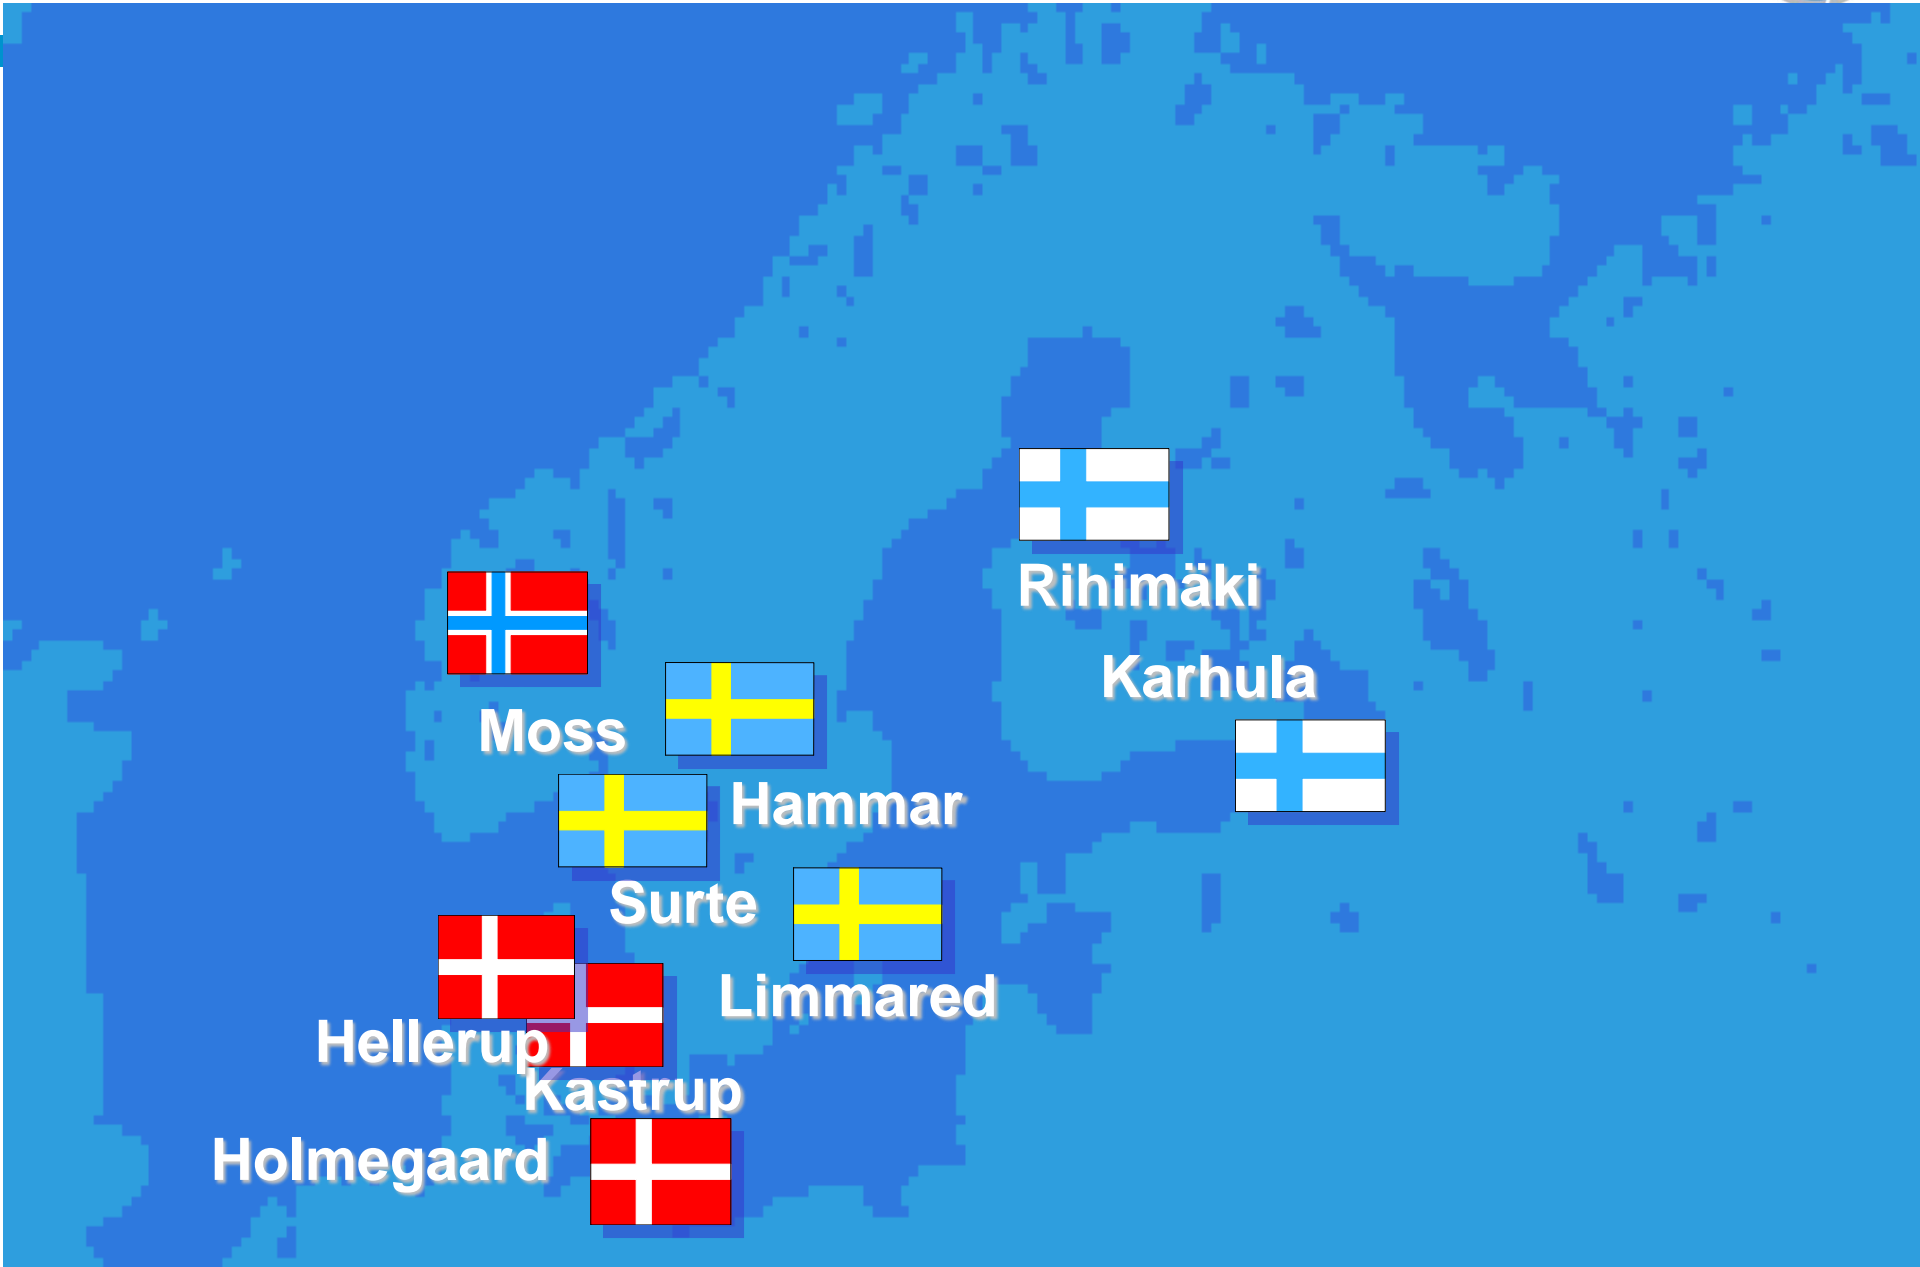 Rihimäki
Karhula
Moss
Hammar
Surte
Limmared
Hellerup
Kastrup
Holmegaard